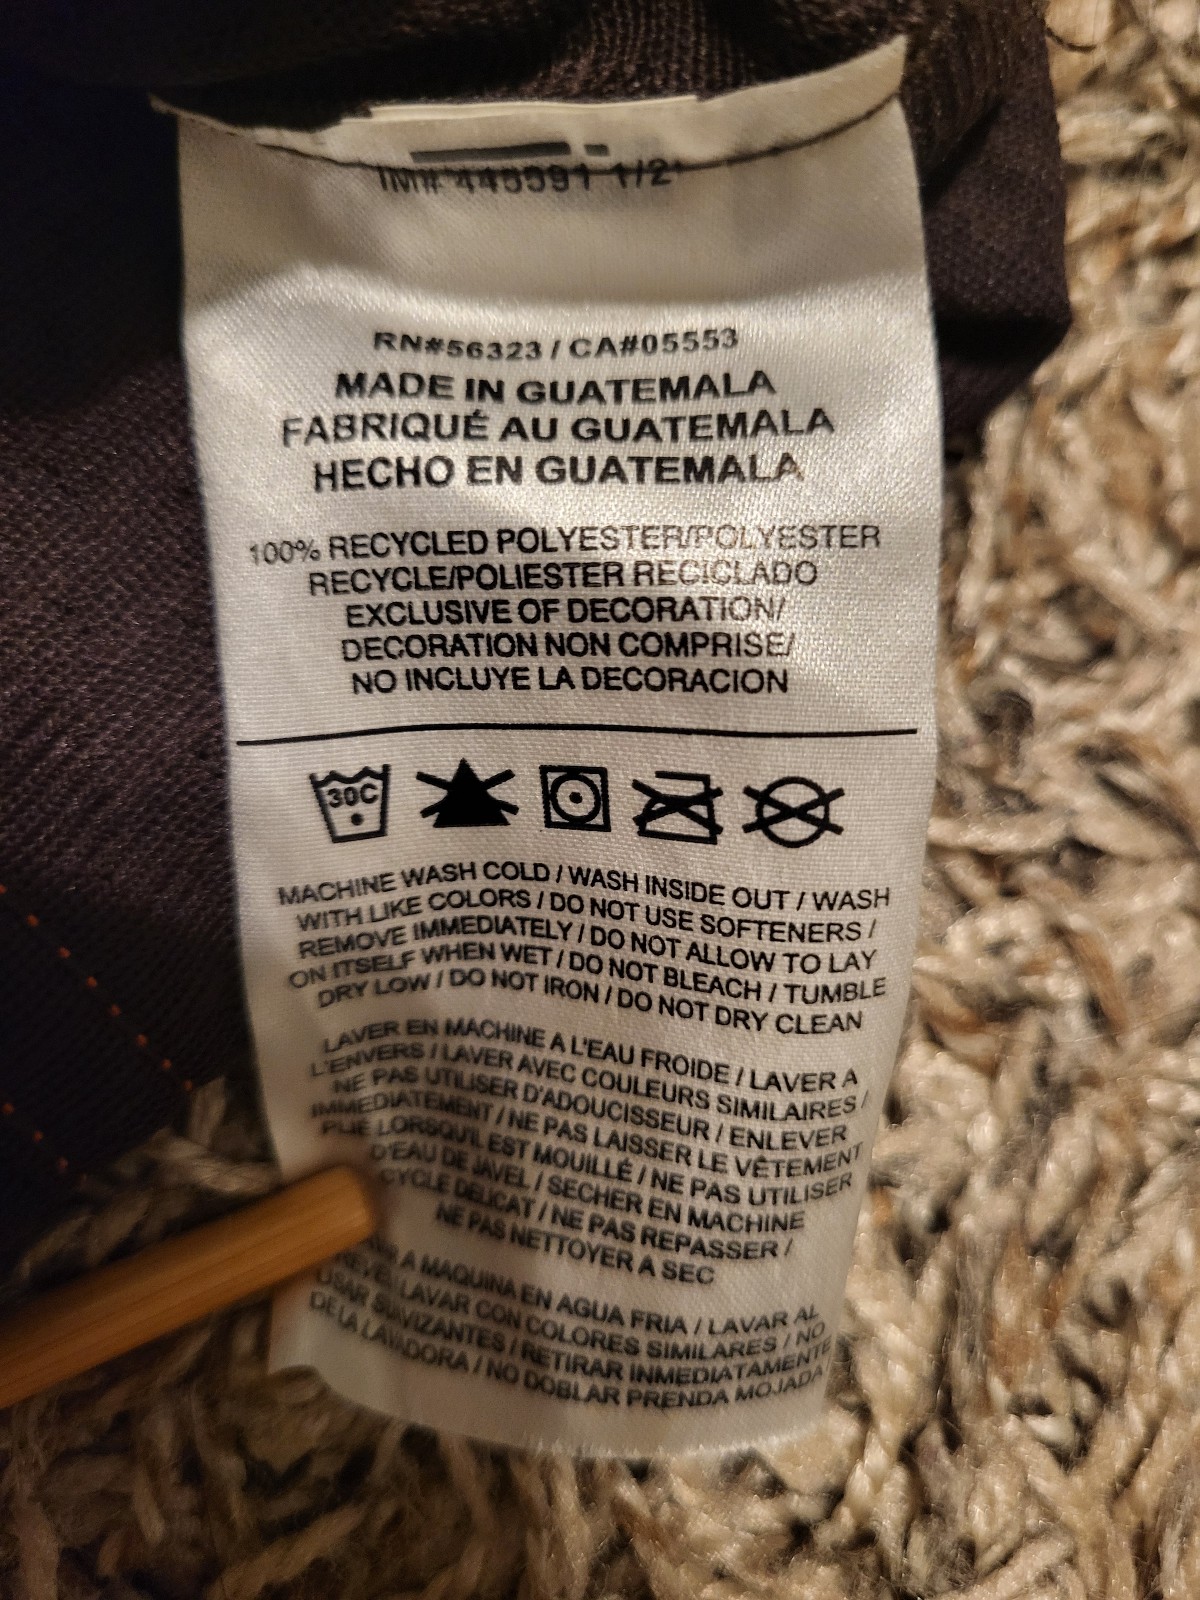 1/2
RN#56323 / CA#05553
MADE IN GUATEMALA
FABRIQUÉ AU GUATEMALA
HECHO EN GUATEMALA
100% RECYCLED POLYESTER/POLYESTER
RECYCLE/POLIESTER RECICLADO
EXCLUSIVE OF DECORATION/
DECORATION NON COMPRISE/
NO INCLUYE LA DECORACION
30C
MACHINE WASH COLD / WASH INSIDE OUT / WASH
WITH LIKE COLORS / DO NOT USE SOFTENERS /
REMOVE IMMEDIATELY / DO NOT ALLOW TO LAY
ON ITSELF WHEN WET / DO NOT BLEACH / TUMBLE
DRY LOW / DO NOT IRON / DO NOT DRY CLEAN
LAVER EN MACHINE A L'EAU FROIDE / LAVER A
L'ENVERS / LAVER AVEC COULEURS SIMILAIRES /
NE PAS UTILISER D'ADOUCISSEUR / ENLEVER
IMMEDIATEMENT / NE PAS LAISSER LE VÊTEMENT
PLIE LORSQU'IL EST MOUILLÉ / NE PAS UTILISER
D'EAU DE JAVEL / SECHER EN MACHINE
CYCLE DELICAT / NE PAS REPASSER /
NE PAS NETTOYER A SEC
A MAQUINA EN AGUA FRIA / LAVAR AL
LAVAR CON COLORES SIMILARES / NO
USAR SUAVIZANTES / RETIRAR INMEDIATAMENTE
DE LA LAVADORA / NO DOBLAR PRENDA MOJADA /